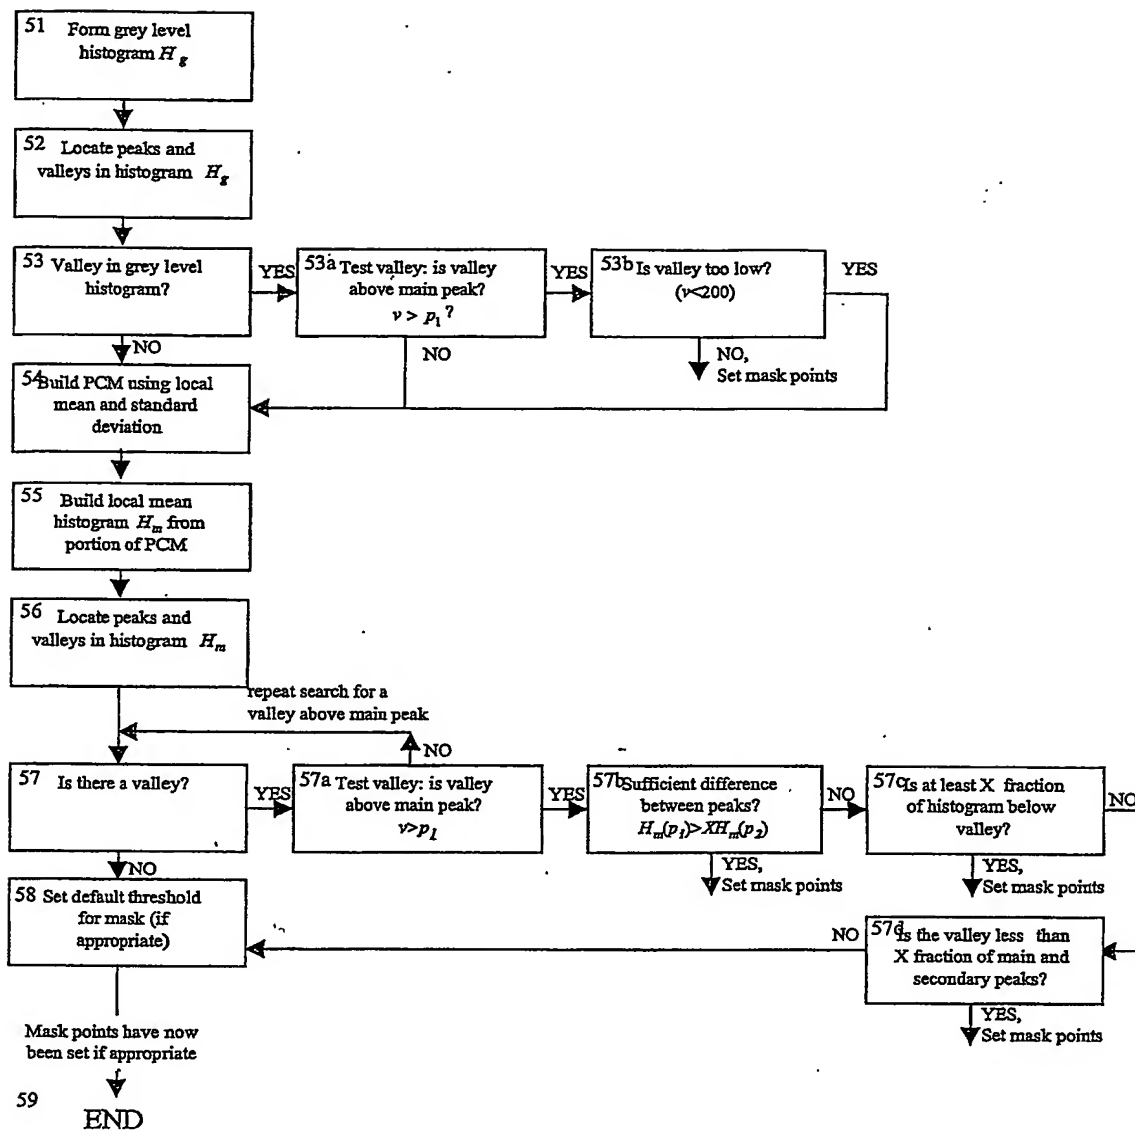 51 Form grey level
histogram H_g
52
Locate peaks and
valleys in histogram H_g
53 Valley in grey level
histogram?
YES
53a Test valley: is valley
above main peak?
v > p_1?
YES
53b Is valley too low?
(v<200)
YES
NO
NO
NO,
Set mask points
54 Build PCM using local
mean and standard
deviation
55 Build local mean
histogram H_m from
portion of PCM
56 Locate peaks and
valleys in histogram H_m
repeat search for a
valley above main peak
NO
57 Is there a valley?
YES
57a Test valley: is valley
above main peak?
v>p_1
YES
57b Sufficient difference
between peaks?
H_m(p_1)>XH_m(p_2)
NO
57c Is at least X fraction
of histogram below
valley?
NO
NO
YES,
Set mask points
YES,
Set mask points
58 Set default threshold
for mask (if
appropriate)
NO
57d Is the valley less than
X fraction of main and
secondary peaks?
YES,
Set mask points
Mask points have now
been set if appropriate
59
END